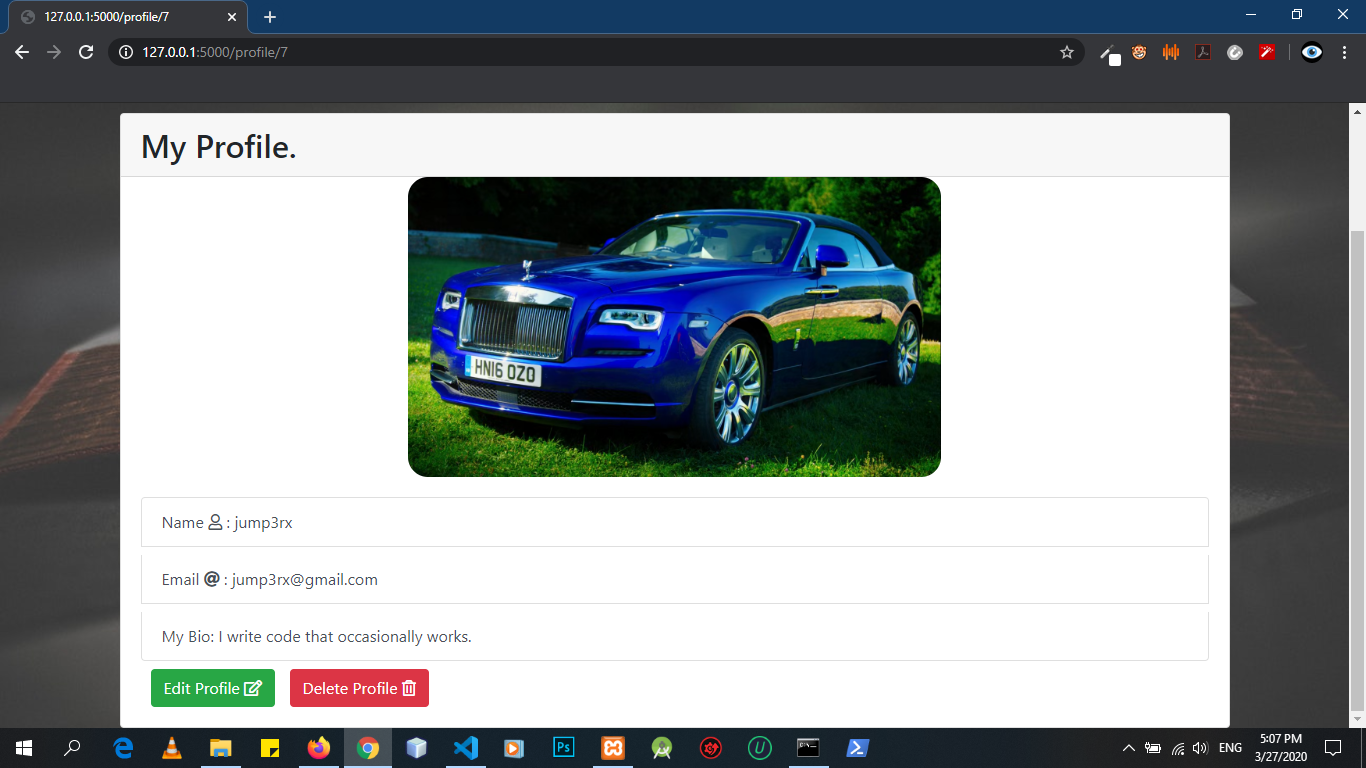 127.0.0.1:5000/profile/7
127.0.0.1:5000/profile/7
My Profile.
HN16 OZO
Name : jump3rx
Email @ : jump3rx@gmail.com
My Bio: I write code that occasionally works.
Edit Profile Delete Profile
Ps
U
ENG
5:07 PM
3/27/2020